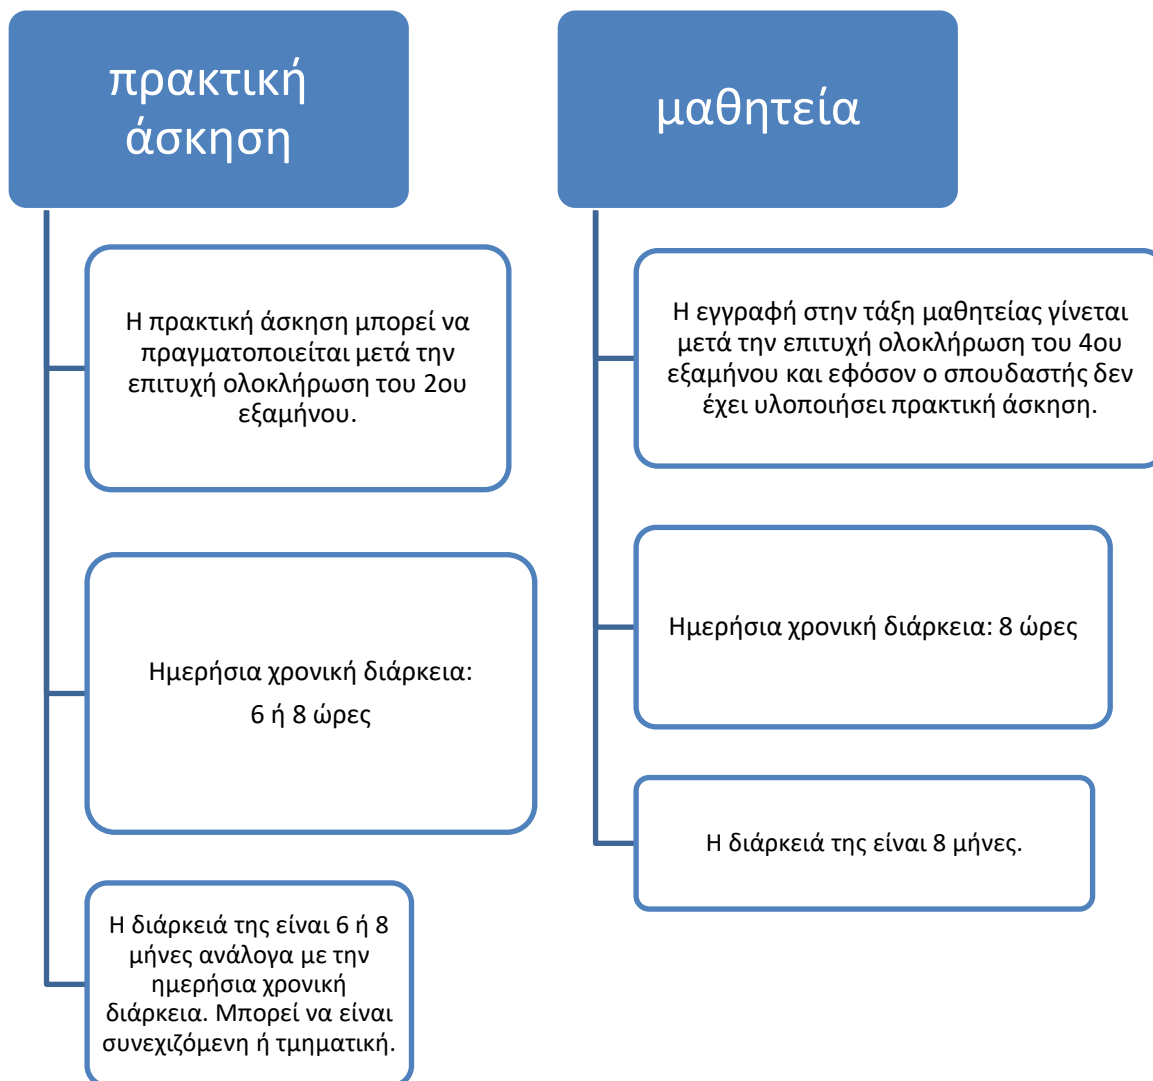 πρακτική
άσκηση
Η πρακτική άσκηση μπορεί να
πραγματοποιείται μετά την
επιτυχή ολοκλήρωση του 2ου
εξαμήνου.
Ημερήσια χρονική διάρκεια:
6 ή 8 ώρες
Η διάρκειά της είναι 6 ή 8
μήνες ανάλογα με την
ημερήσια χρονική
διάρκεια. Μπορεί να είναι
συνεχιζόμενη ή τμηματική.
μαθητεία
Η εγγραφή στην τάξη μαθητείας γίνεται
μετά την επιτυχή ολοκλήρωση του 4ου
εξαμήνου και εφόσον ο σπουδαστής δεν
έχει υλοποιήσει πρακτική άσκηση.
Ημερήσια χρονική διάρκεια: 8 ώρες
Η διάρκειά της είναι 8 μήνες.